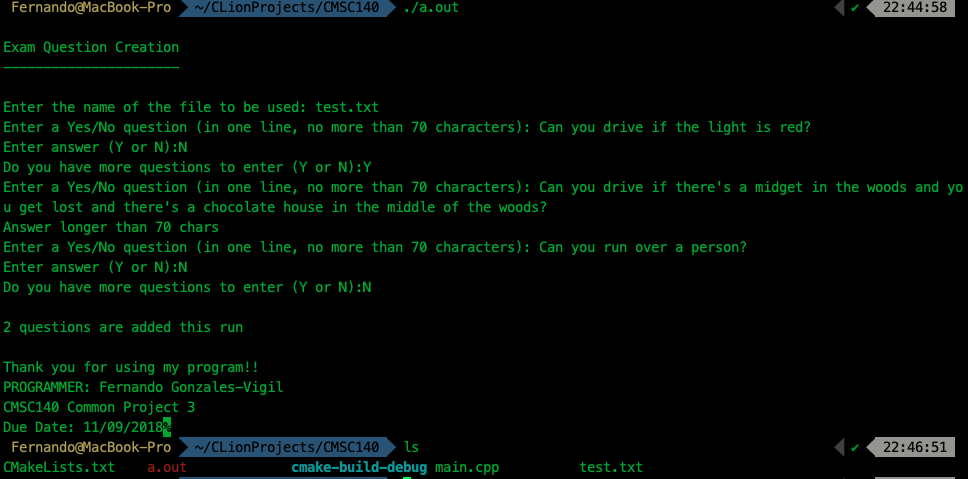 Fernando@MacBook-Pro ~/CLionProjects/CMSC140 ./a.out ✔ 22:44:58
Exam Question Creation
----------------------
Enter the name of the file to be used: test.txt
Enter a Yes/No question (in one line, no more than 70 characters): Can you drive if the light is red?
Enter answer (Y or N):N
Do you have more questions to enter (Y or N):Y
Enter a Yes/No question (in one line, no more than 70 characters): Can you drive if there's a midget in the woods and yo
u get lost and there's a chocolate house in the middle of the woods?
Answer longer than 70 chars
Enter a Yes/No question (in one line, no more than 70 characters): Can you run over a person?
Enter answer (Y or N):N
Do you have more questions to enter (Y or N):N
2 questions are added this run
Thank you for using my program!!
PROGRAMMER: Fernando Gonzales-Vigil
CMSC140 Common Project 3
Due Date: 11/09/2018%
Fernando@MacBook-Pro ~/CLionProjects/CMSC140 ls ✔ 22:46:51
CMakeLists.txt a.out cmake-build-debug main.cpp test.txt